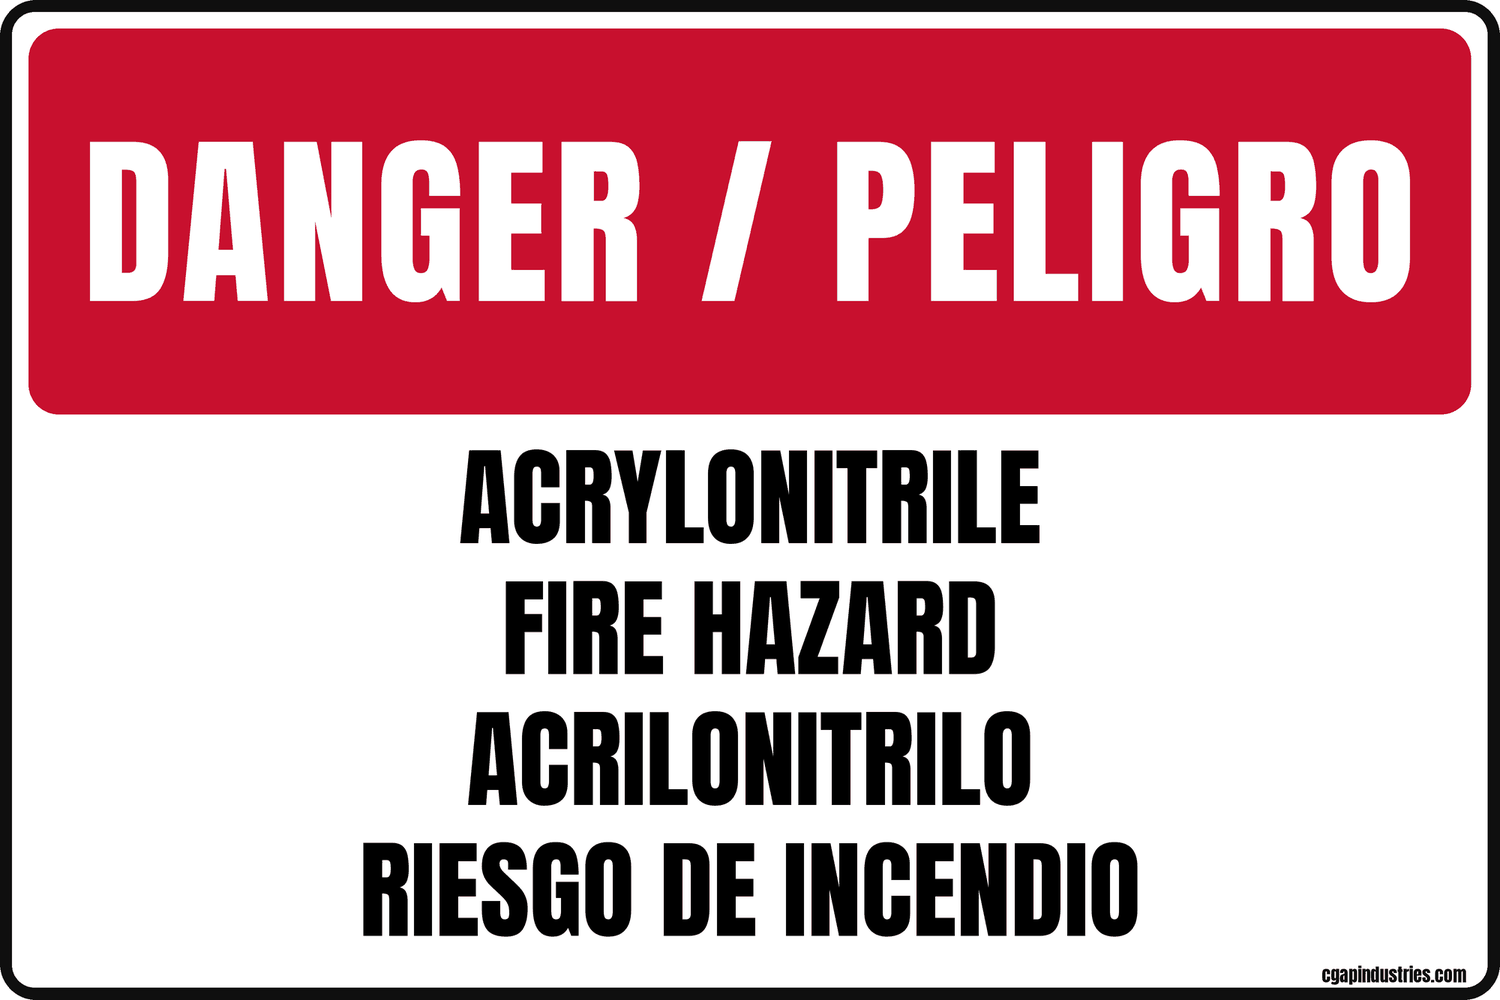 DANGER / PELIGRO
ACRYLONITRILE
FIRE HAZARD
ACRILONITRILO
RIESGO DE INCENDIO
cgapindustries.com